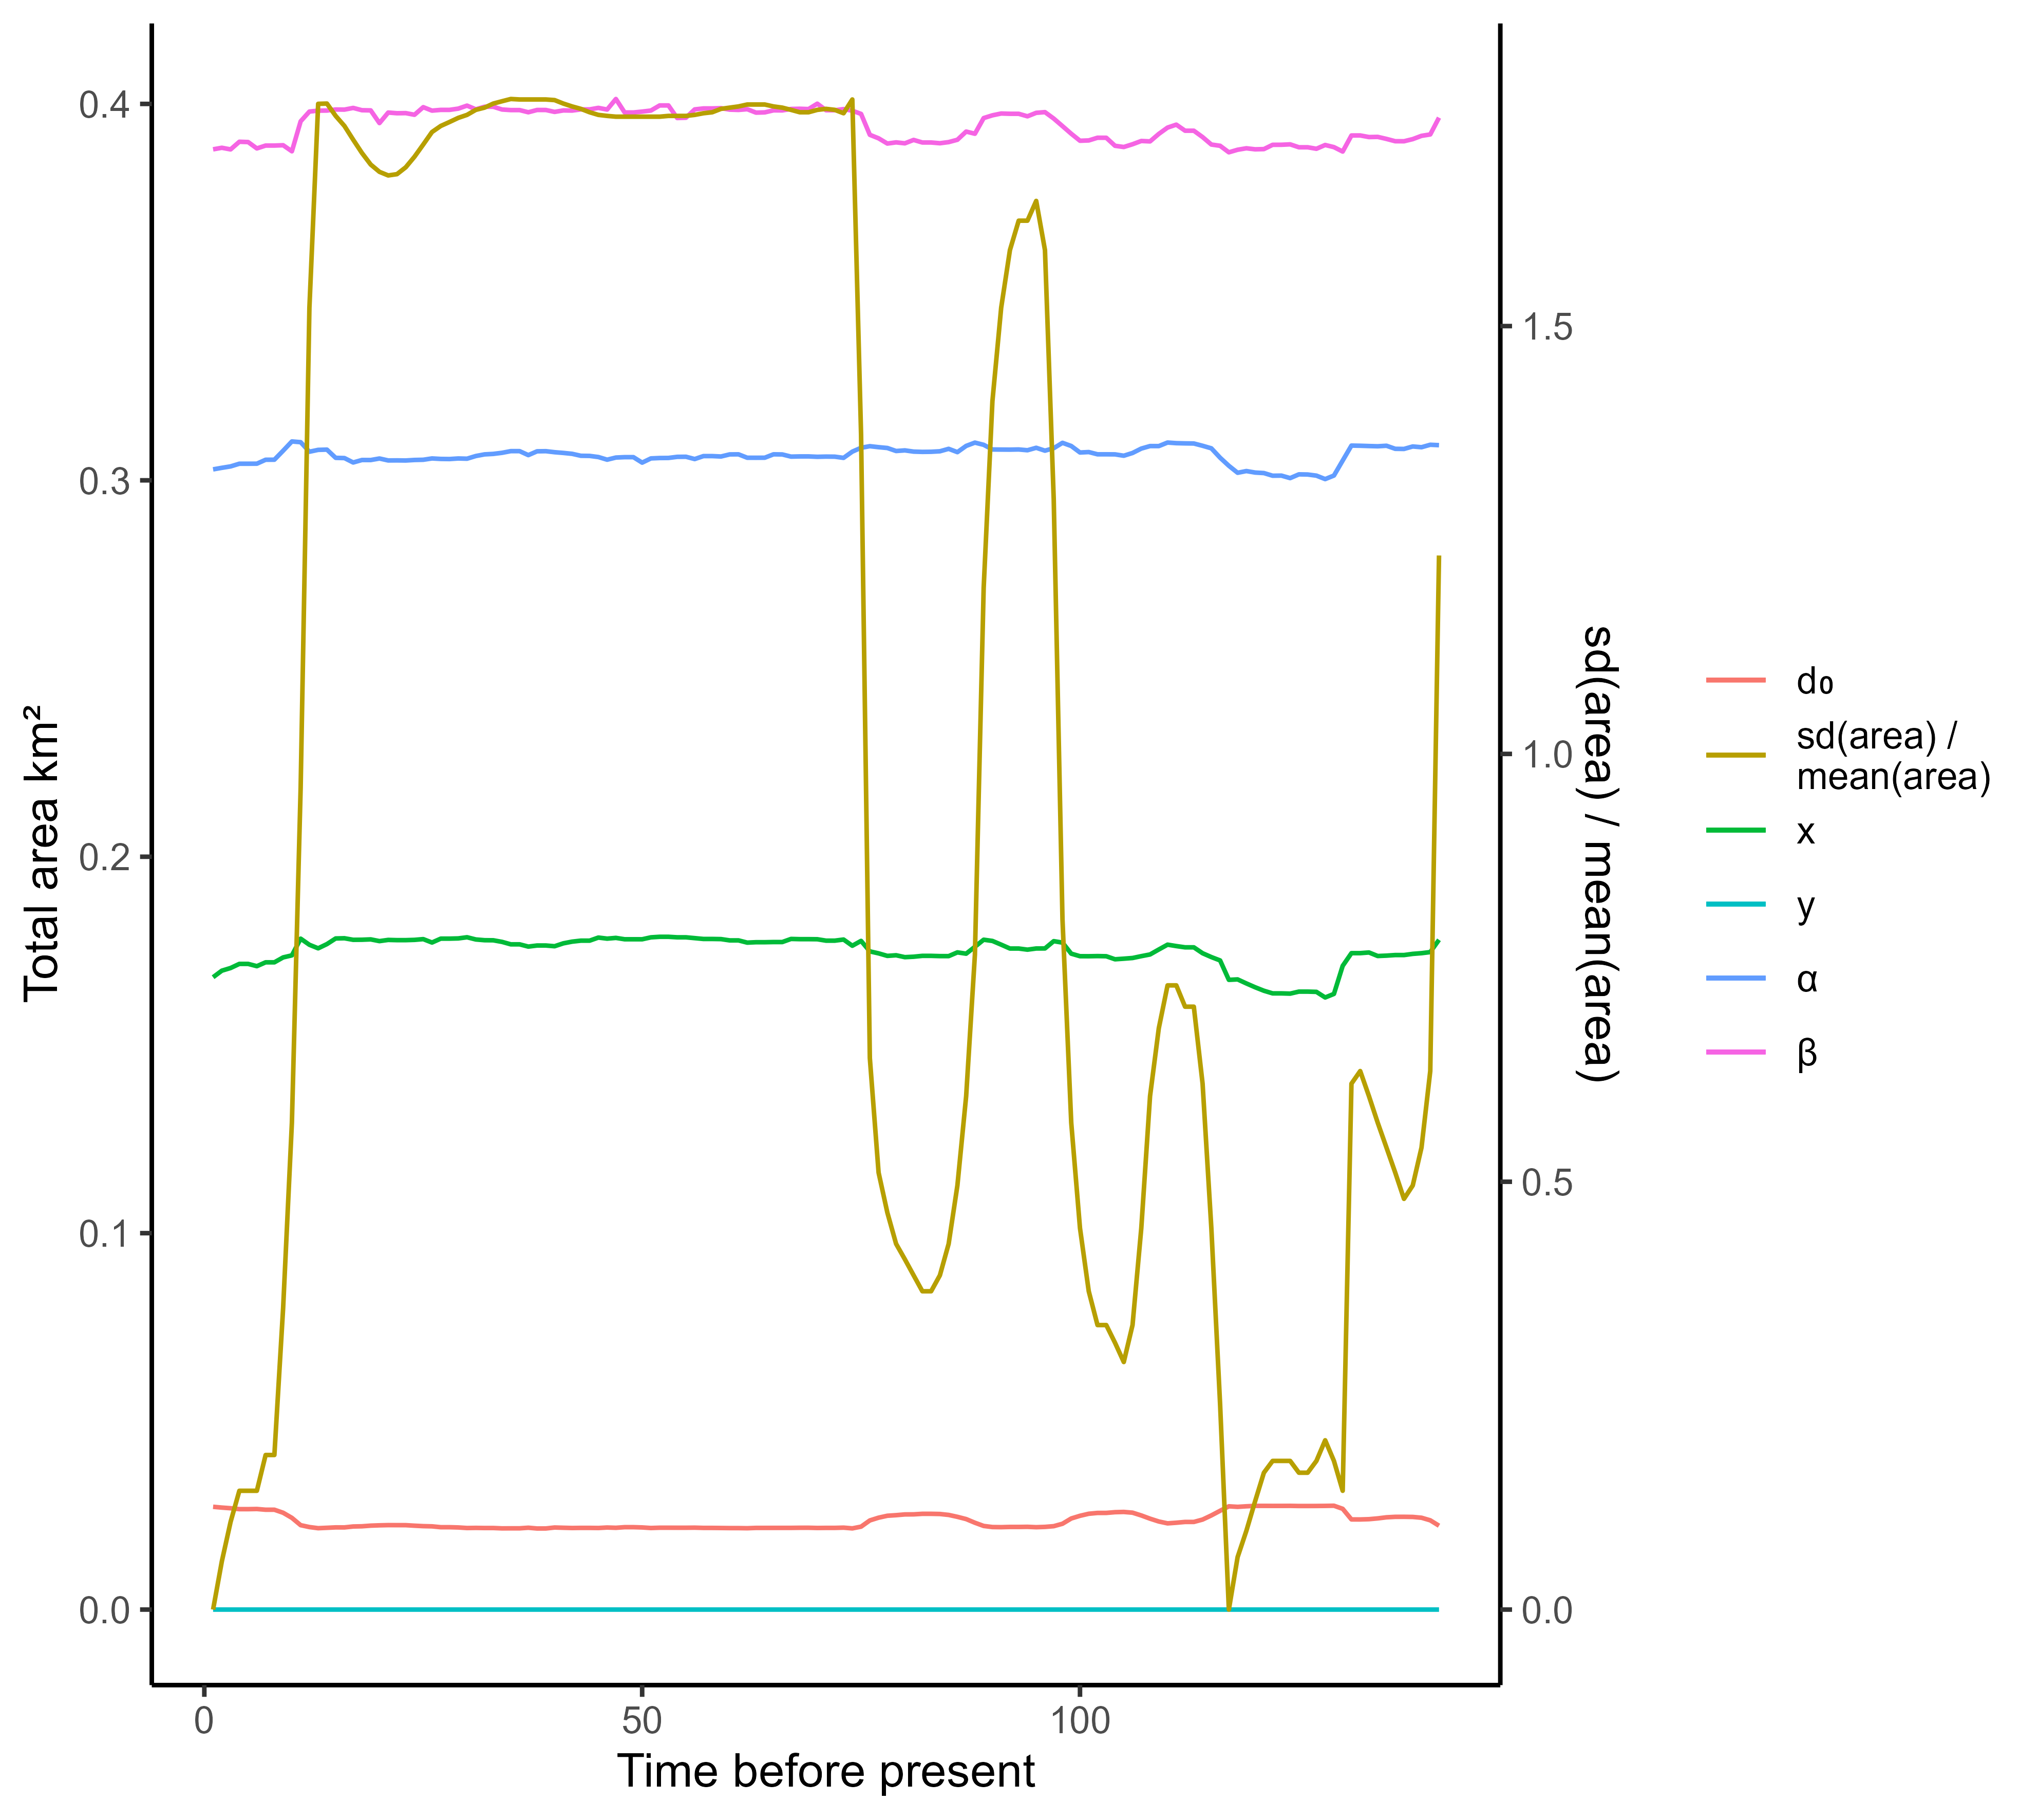 0.4
0.3
0.2
0.1
0.0
Total area km²
0
50
100
Time before present
1.5
1.0
0.5
0.0
sd(area) / mean(area)
d₀
sd(area) /
mean(area)
x
y
α
β